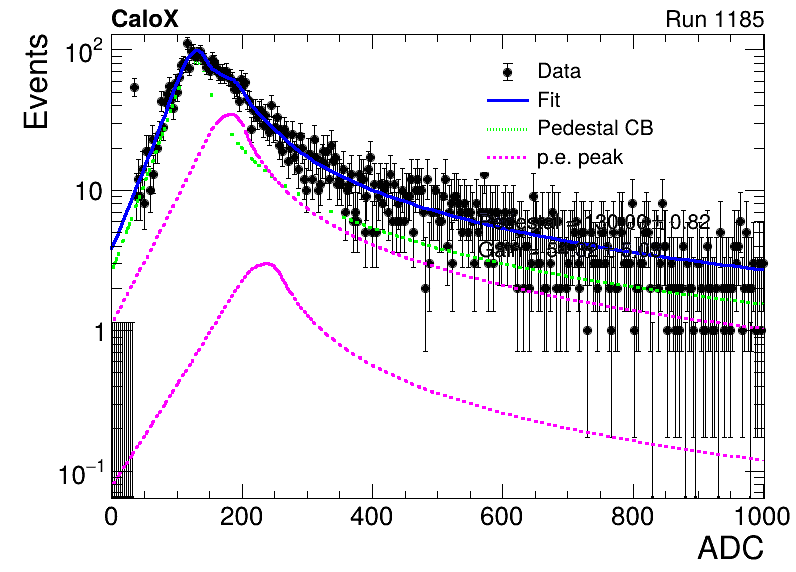 CaloX Run 1185
Events
Data
Fit
Pedestal CB
p.e. peak
10²
10
1
10⁻¹
0 200 400 600 800 1000
ADC